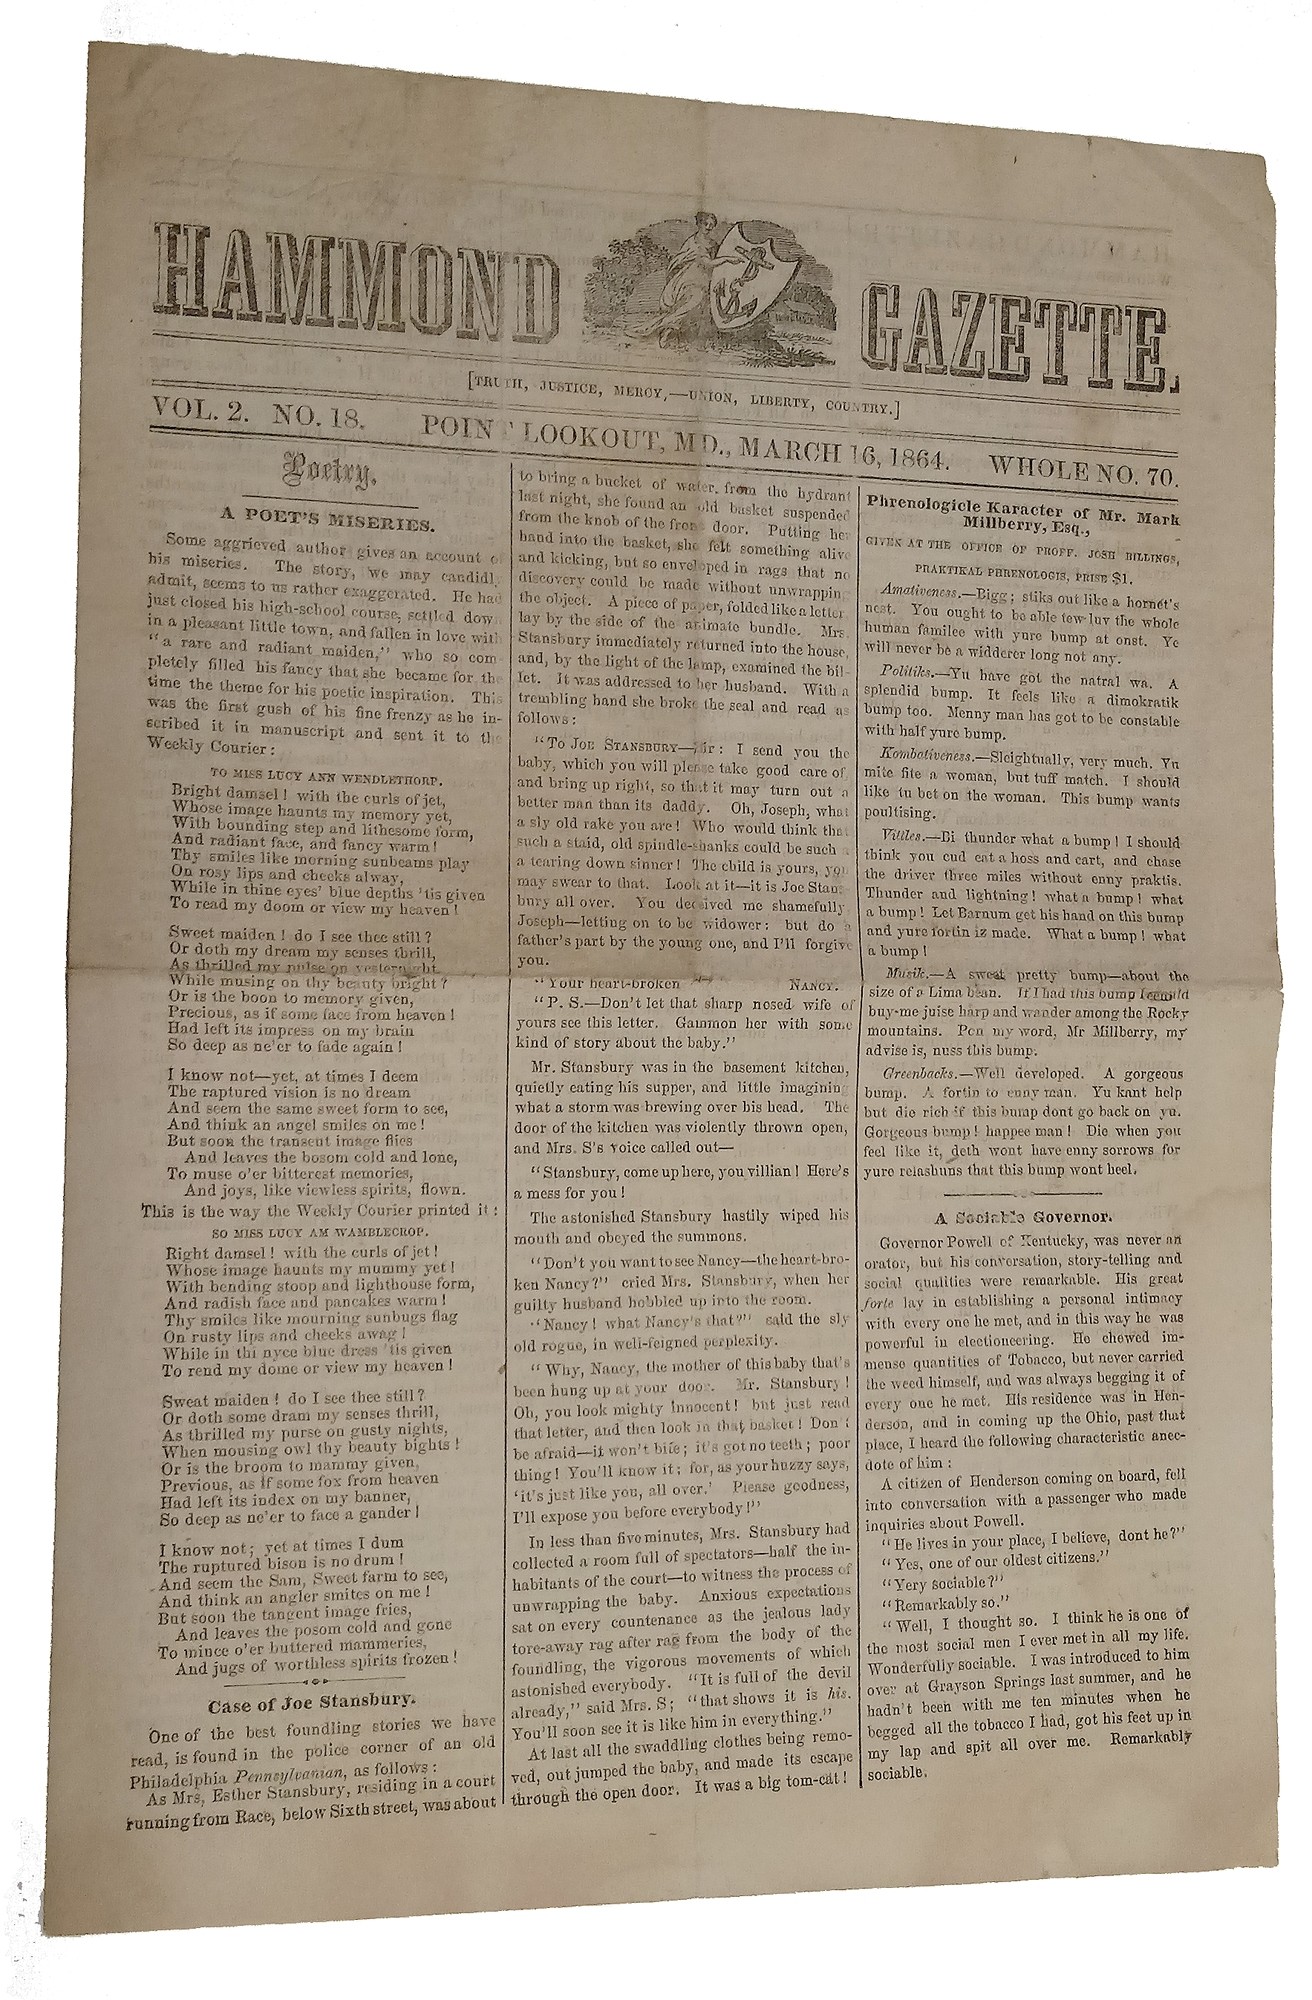 HAMMOND GAZETTE.
[TRUTH, JUSTICE, MERCY,—UNION, LIBERTY, COUNTRY.]
VOL. 2. NO. 18. POIN LOOKOUT, MD., MARCH 16, 1864. WHOLE NO. 70.
Poetry.
A POET'S MISERIES.
Some aggrieved author gives an account o
his miseries. The story, we may candidl
admit, seems to us rather exaggerated. He had
just closed his high-school course, settled dow
in a pleasant little town, and fallen in love with
"a rare and radiant maiden," who so com
pletely filled his fancy that she became for the
time the theme for his poetic inspiration. This
was the first gush of his fine frenzy as he in-
scribed it in manuscript and sent it to the
Weekly Courier:
TO MISS LUCY ANN WENDLETHORP.
Bright damsel! with the curls of jet,
Whose image haunts my memory yet,
With bounding step and lithesome form,
And radiant face, and fancy warm!
Thy smiles like morning sunbeams play
On rosy lips and cheeks alway,
While in thine eyes' blue depths 'tis given
To read my doom or view my heaven!
Sweet maiden! do I see thee still?
Or doth my dream my senses thrill,
As thrilled my pulse on yesternight
While musing on thy beauty bright?
Or is the boon to memory given,
Precious, as if some face from heaven!
Had left its impress on my brain
So deep as ne'er to fade again!
I know not—yet, at times I deem
The raptured vision is no dream
And seem the same sweet form to see,
And think an angel smiles on me!
But soon the transent image flies
And leaves the bosom cold and lone,
To muse o'er bitterest memories,
And joys, like viewless spirits, flown.
This is the way the Weekly Courier printed it:
SO MISS LUCY AM WAMBLECROP.
Right damsel! with the curls of jet!
Whose image haunts my mummy yet!
With bending stoop and lighthouse form,
And radish face and pancakes warm!
Thy smiles like mourning sunbugs flag
On rusty lips and cheeks awag!
While in thi nyce blue dress 'tis given
To rend my dome or view my heaven!
Sweat maiden! do I see thee still?
Or doth some dram my senses thrill,
As thrilled my purse on gusty nights,
When mousing owl thy beauty bights!
Or is the broom to mammy given,
Previous, as if some fox from heaven
Had left its index on my banner,
So deep as ne'er to face a gander!
I know not; yet at times I dum
The ruptured bison is no drum!
And seem the Sam, Sweet farm to see,
And think an angler smites on me!
But soon the tangent image fries,
And leaves the posom cold and gone
To mince o'er buttered mammeries,
And jugs of worthless spirits frozen!
Case of Joe Stansbury.
One of the best foundling stories we have
read, is found in the police corner of an old
Philadelphia Pennsylvanian, as follows:
As Mrs, Esther Stansbury, residing in a court
running from Race, below Sixth street, was about
to bring a bucket of water from the hydrant
last night, she found an old basket suspended
from the knob of the fron door. Putting he
hand into the basket, she felt something alive
and kicking, but so enveloped in rags that no
discovery could be made without unwrappin
the object. A piece of paper, folded like a letter
lay by the side of the animate bundle. Mrs.
Stansbury immediately returned into the house,
and, by the light of the lamp, examined the bil-
let. It was addressed to her husband. With a
trembling hand she broke the seal and read as
follows:
"To JOE STANSBURY—Sir: I send you the
baby, which you will please take good care of,
and bring up right, so that it may turn out a
better man than its daddy. Oh, Joseph, what
a sly old rake you are! Who would think tha
such a staid, old spindle-shanks could be such
a tearing down sinner! The child is yours, you
may swear to that. Look at it—it is Joe Stan
bury all over. You deceived me shamefully
Joseph—letting on to be widower: but do a
father's part by the young one, and I'll forgive
you.
"Your heart-broken NANCY.
"P. S.—Don't let that sharp nosed wife of
yours see this letter. Gammon her with some
kind of story about the baby."
Mr. Stansbury was in the basement kitchen,
quietly eating his supper, and little imaginin
what a storm was brewing over his head. The
door of the kitchen was violently thrown open,
and Mrs. S's voice called out—
"Stansbury, come up here, you villian! Here's
a mess for you!
The astonished Stansbury hastily wiped his
mouth and obeyed the summons.
"Don't you want to see Nancy—the heart-bro-
ken Nancy?" cried Mrs. Stansbury, when her
guilty husband hobbled up into the room.
"Nancy! what Nancy's that?" said the sly
old rogue, in well-feigned perplexity.
"Why, Nancy, the mother of this baby that's
been hung up at your door. Mr. Stansbury!
Oh, you look mighty innocent! but just read
that letter, and then look in that basket! Don't
be afraid—it won't bite; it's got no teeth; poor
thing! You'll know it; for, as your huzzy says,
'it's just like you, all over.' Please goodness,
I'll expose you before everybody!"
In less than five minutes, Mrs. Stansbury had
collected a room full of spectators—half the in-
habitants of the court—to witness the process of
unwrapping the baby. Anxious expectations
sat on every countenance as the jealous lady
tore-away rag after rag from the body of the
foundling, the vigorous movements of which
astonished everybody. "It is full of the devil
already," said Mrs. S; "that shows it is his.
You'll soon see it is like him in everything."
At last all the swaddling clothes being remo-
ved, out jumped the baby, and made its escape
through the open door. It was a big tom-cat!
Phrenologicle Karacter of Mr. Mark
Millberry, Esq.,
GIVEN AT THE OFFICE OF PROFF. JOSH BILLINGS,
PRAKTIKAL PHRENOLOGIS, PRISE $1.
Amativeness.—Bigg; stiks out like a hornet's
nest. You ought to be able tew luv the whole
human familee with yure bump at onst. Ye
will never be a widderer long not any.
Politiks.—Yu have got the natral wa. A
splendid bump. It feels like a dimokratik
bump too. Menny man has got to be constable
with half yure bump.
Kombativeness.—Sleightually, very much. Yu
mite fite a woman, but tuff match. I should
like tu bet on the woman. This bump wants
poultising.
Vittles.—Bi thunder what a bump! I should
think you cud eat a hoss and cart, and chase
the driver three miles without enny praktis.
Thunder and lightning! what a bump! what
a bump! Let Barnum get his hand on this bump
and yure fortin iz made. What a bump! what
a bump!
Musik.—A sweat pretty bump—about the
size of a Lima bean. If I had this bump I
buy me juise harp and wander among the Rocky
mountains. Pon my word, Mr Millberry, my
advise is, nuss this bump.
Greenbacks.—Well developed. A gorgeous
bump. A fortin to enny man. Yu kant help
but die rich if this bump dont go back on yu.
Gorgeous bump! happee man! Die when you
feel like it, deth wont have enny sorrows for
yure relashuns that this bump wont heel.
A Sociable Governor.
Governor Powell of Kentucky, was never an
orator, but his conversation, story-telling and
social qualities were remarkable. His great
forte lay in establishing a personal intimacy
with every one he met, and in this way he was
powerful in electioneering. He chewed im-
mense quantities of Tobacco, but never carried
the weed himself, and was always begging it of
every one he met. His residence was in Hen-
derson, and in coming up the Ohio, past that
place, I heard the following characteristic anec-
dote of him:
A citizen of Henderson coming on board, fell
into conversation with a passenger who made
inquiries about Powell.
"He lives in your place, I believe, dont he?"
"Yes, one of our oldest citizens."
"Very sociable?"
"Remarkably so."
"Well, I thought so. I think he is one of
the most social men I ever met in all my life.
Wonderfully sociable. I was introduced to him
over at Grayson Springs last summer, and he
hadn't been with me ten minutes when he
begged all the tobacco I had, got his feet up in
my lap and spit all over me. Remarkably
sociable.